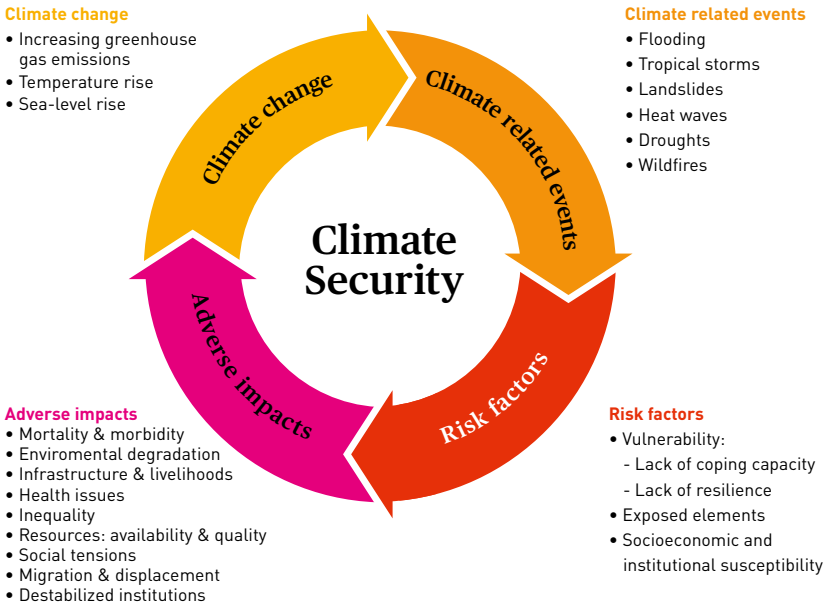 Climate change
• Increasing greenhouse
gas emissions
• Temperature rise
• Sea-level rise
Climate related events
• Flooding
• Tropical storms
• Landslides
• Heat waves
• Droughts
• Wildfires
Climate change
Climate related events
Climate
Security
Adverse impacts
Risk factors
Adverse impacts
• Mortality & morbidity
• Enviromental degradation
• Infrastructure & livelihoods
• Health issues
• Inequality
• Resources: availability & quality
• Social tensions
• Migration & displacement
• Destabilized institutions
Risk factors
• Vulnerability:
- Lack of coping capacity
- Lack of resilience
• Exposed elements
• Socioeconomic and
institutional susceptibility